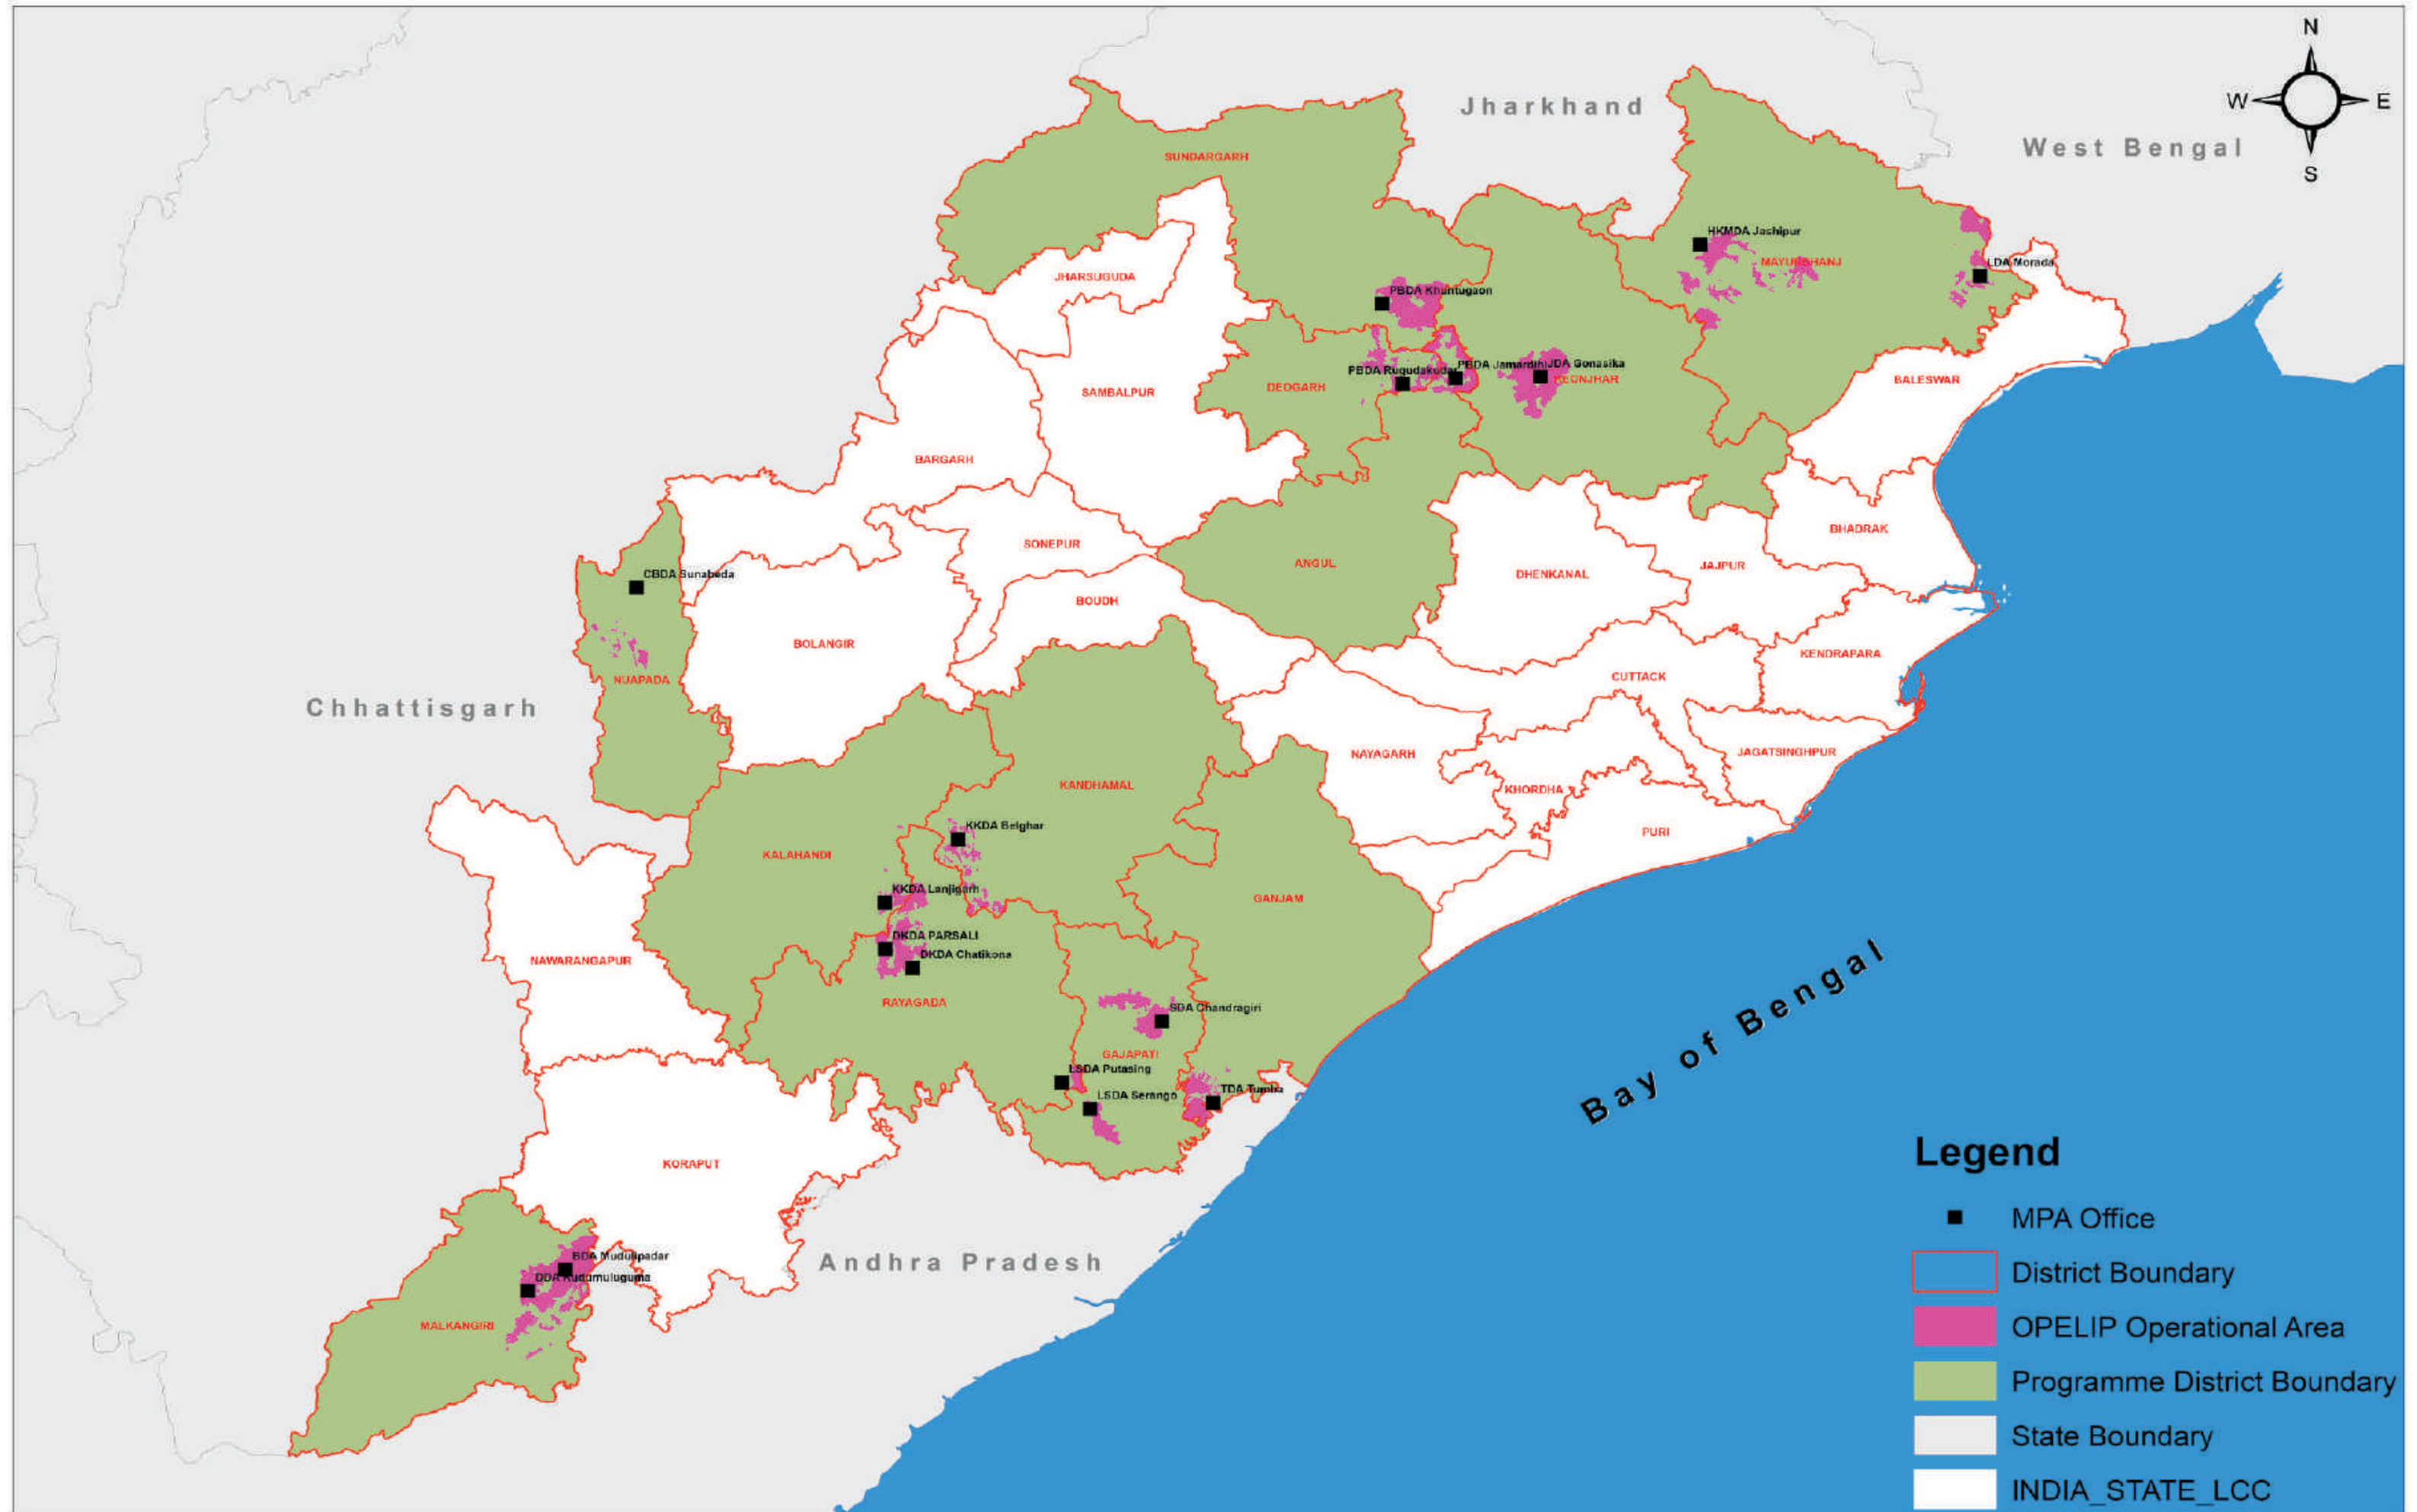 N
W
E
S
Jharkhand
West Bengal
SUNDARGARH
HKMDA Jashipur
MAYURBHANJ
LDA Morada
JHARSUGUDA
PBDA Khuntugaon
PBDA Rugudakudar
PBDA Jamardihi
JDA Gonasika
KEONJHAR
DEOGARH
SAMBALPUR
BALESWAR
BARGARH
BHADRAK
SONEPUR
ANGUL
DHENKANAL
JAJPUR
CBDA Sunabeda
BOUDH
BOLANGIR
KENDRAPARA
NUAPADA
CUTTACK
Chhattisgarh
NAYAGARH
JAGATSINGHPUR
KANDHAMAL
KHORDHA
KKDA Belghar
PURI
KALAHANDI
KKDA Lanjigarh
GANJAM
DKDA PARSALI
DKDA Chatikona
NAWARANGAPUR
RAYAGADA
SDA Chandragiri
Bay of Bengal
GAJAPATI
LSDA Putasing
LSDA Serango
TDA Tumba
KORAPUT
BDA Mudulipadar
DDA Kudumuluguma
Andhra Pradesh
MALKANGIRI
Legend
MPA Office
District Boundary
OPELIP Operational Area
Programme District Boundary
State Boundary
INDIA_STATE_LCC